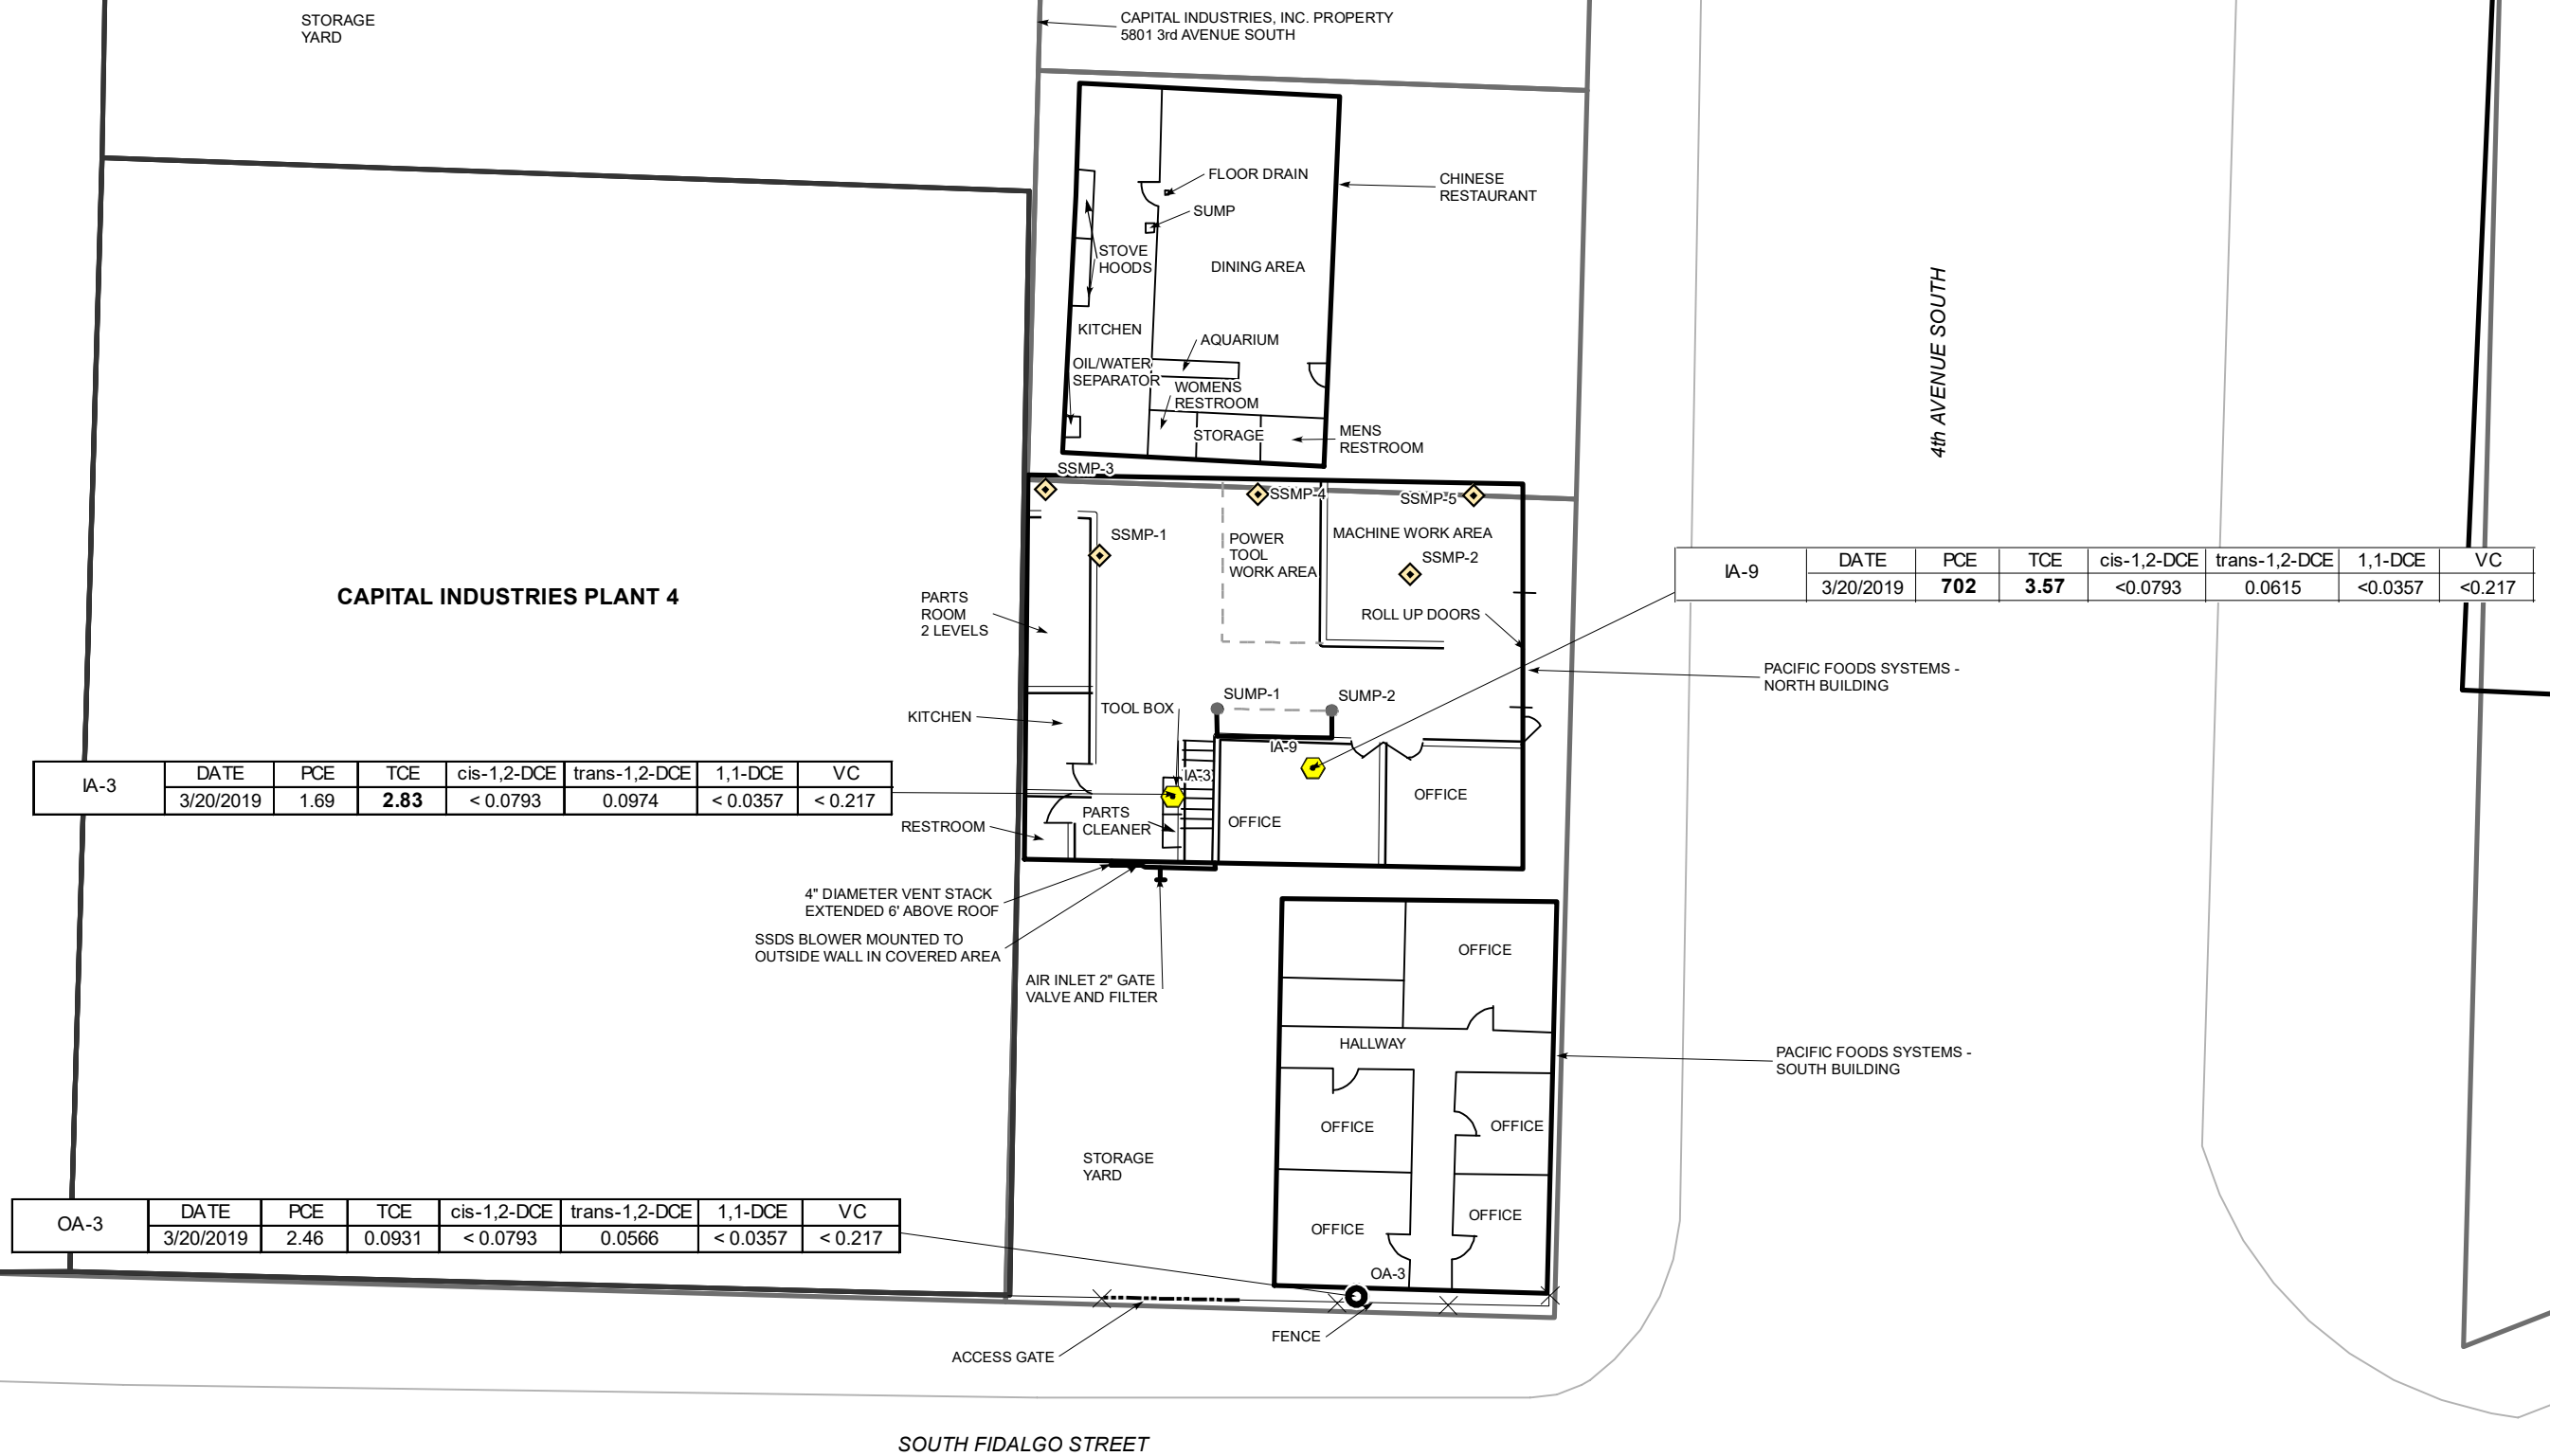 STORAGE
YARD
CAPITAL INDUSTRIES, INC. PROPERTY
5801 3rd AVENUE SOUTH
FLOOR DRAIN
CHINESE
RESTAURANT
SUMP
STOVE
HOODS
DINING AREA
4th AVENUE SOUTH
KITCHEN
AQUARIUM
OIL/WATER
SEPARATOR
WOMENS
RESTROOM
STORAGE
MENS
RESTROOM
SSMP-3
SSMP-4
SSMP-5
SSMP-1
POWER
TOOL
WORK AREA
MACHINE WORK AREA
SSMP-2
IA-9 DATE PCE TCE cis-1,2-DCE trans-1,2-DCE 1,1-DCE VC
3/20/2019 702 3.57 <0.0793 0.0615 <0.0357 <0.217
CAPITAL INDUSTRIES PLANT 4
PARTS
ROOM
2 LEVELS
ROLL UP DOORS
PACIFIC FOODS SYSTEMS -
NORTH BUILDING
SUMP-1
SUMP-2
TOOL BOX
KITCHEN
IA-9
IA-3
IA-3 DATE PCE TCE cis-1,2-DCE trans-1,2-DCE 1,1-DCE VC
3/20/2019 1.69 2.83 < 0.0793 0.0974 < 0.0357 < 0.217
OFFICE
PARTS
CLEANER
OFFICE
RESTROOM
4" DIAMETER VENT STACK
EXTENDED 6' ABOVE ROOF
SSDS BLOWER MOUNTED TO
OUTSIDE WALL IN COVERED AREA
AIR INLET 2" GATE
VALVE AND FILTER
OFFICE
HALLWAY
PACIFIC FOODS SYSTEMS -
SOUTH BUILDING
OFFICE
OFFICE
STORAGE
YARD
OFFICE
OFFICE
OA-3 DATE PCE TCE cis-1,2-DCE trans-1,2-DCE 1,1-DCE VC
3/20/2019 2.46 0.0931 < 0.0793 0.0566 < 0.0357 < 0.217
OA-3
FENCE
ACCESS GATE
SOUTH FIDALGO STREET